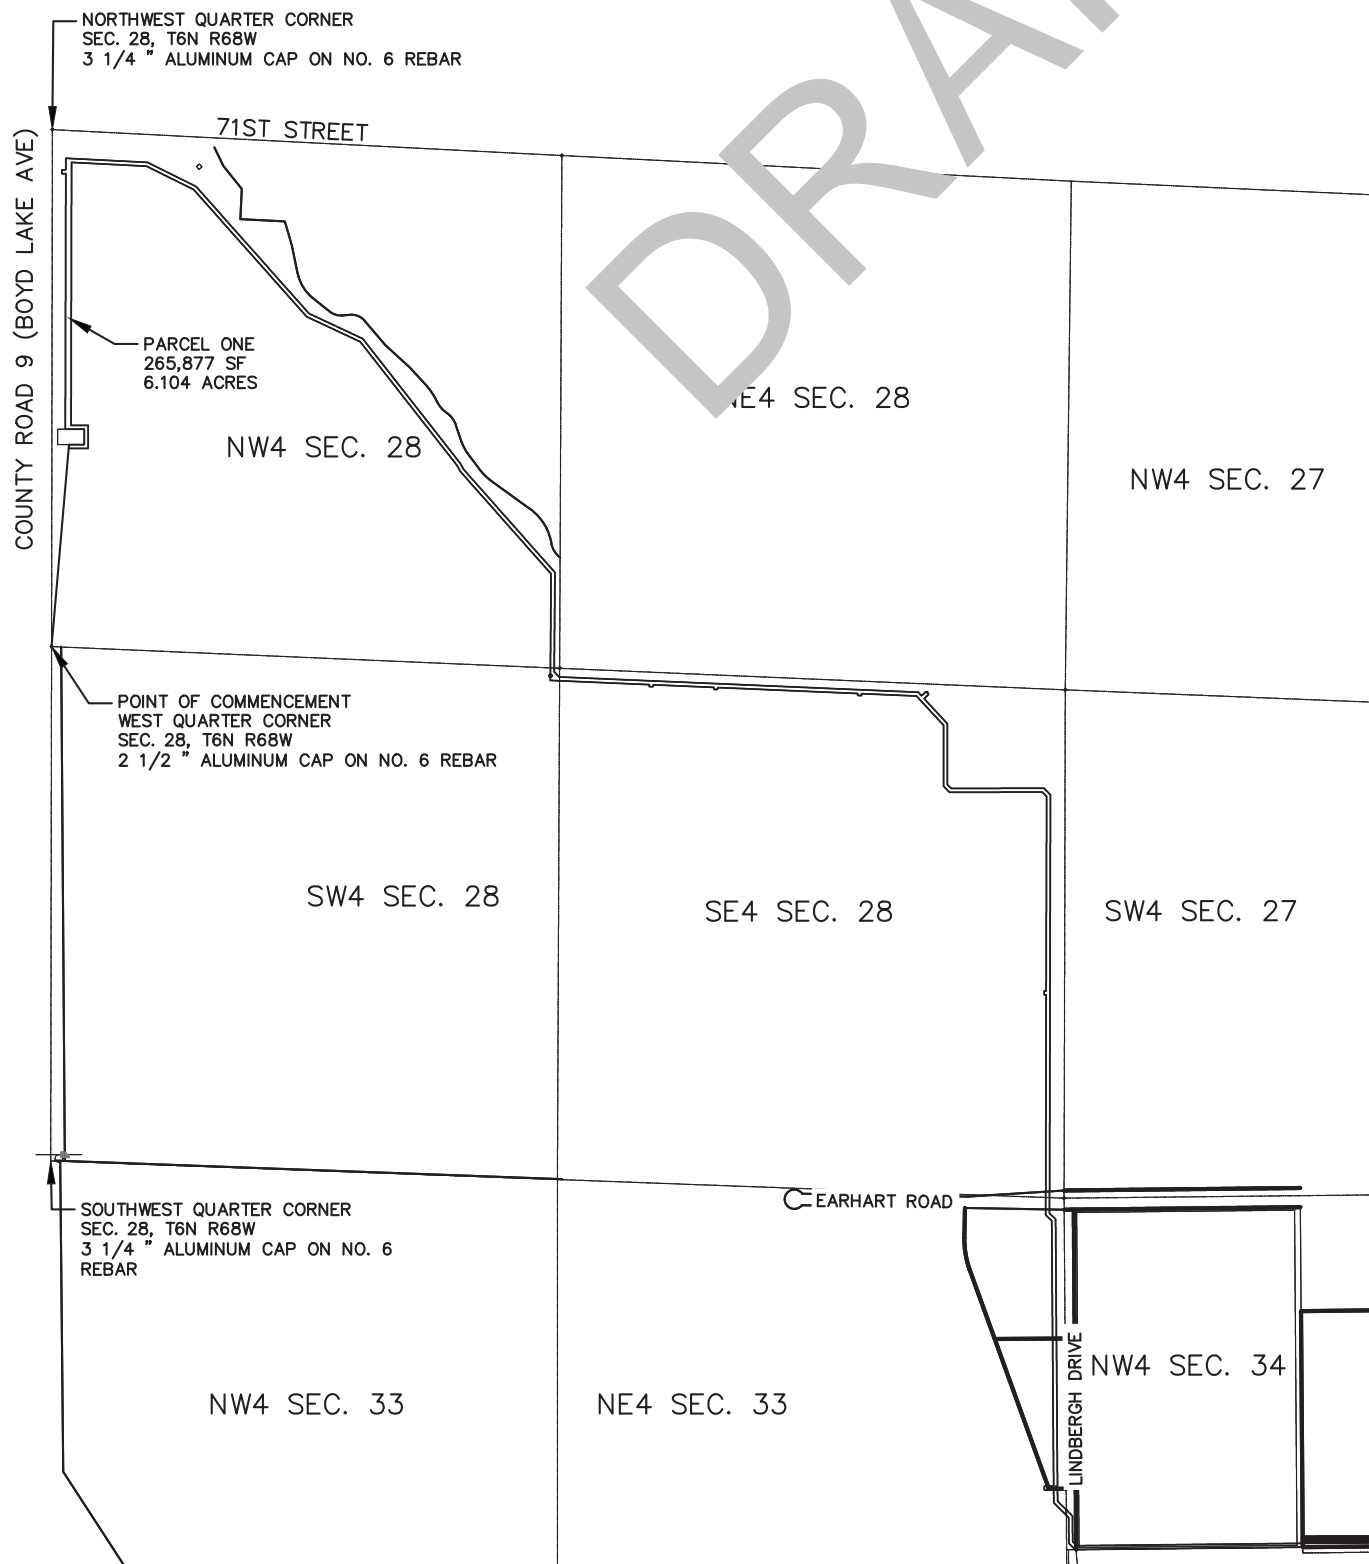 NORTHWEST QUARTER CORNER
SEC. 28, T6N R68W
3 1/4 " ALUMINUM CAP ON NO. 6 REBAR
71ST STREET
COUNTY ROAD 9 (BOYD LAKE AVE)
PARCEL ONE
265,877 SF
6.104 ACRES
NW4 SEC. 28
NE4 SEC. 28
NW4 SEC. 27
POINT OF COMMENCEMENT
WEST QUARTER CORNER
SEC. 28, T6N R68W
2 1/2 " ALUMINUM CAP ON NO. 6 REBAR
SW4 SEC. 28
SE4 SEC. 28
SW4 SEC. 27
SOUTHWEST QUARTER CORNER
SEC. 28, T6N R68W
3 1/4 " ALUMINUM CAP ON NO. 6
REBAR
EARHART ROAD
LINDBERGH DRIVE
NW4 SEC. 33
NE4 SEC. 33
NW4 SEC. 34
DRA